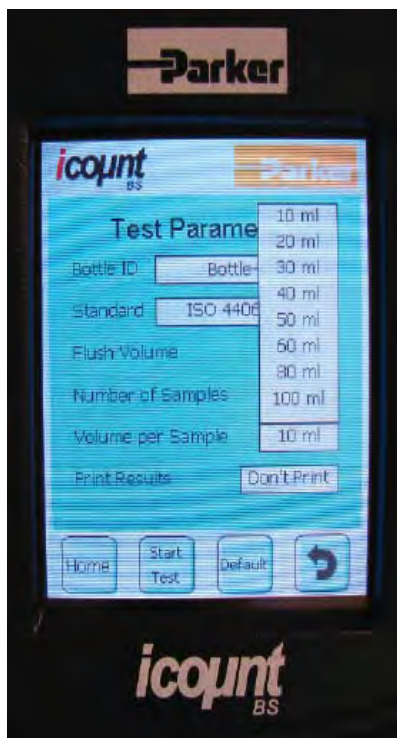 Parker
icount
BS
Parker
Test Parame
10 ml
20 ml
30 ml
40 ml
50 ml
60 ml
80 ml
100 ml
Bottle ID
Bottle-
Standard
ISO 4406
Flush Volume
Number of Samples
Volume per Sample
10 ml
Print Results
Don't Print
Home
Start
Test
Default
icount
BS